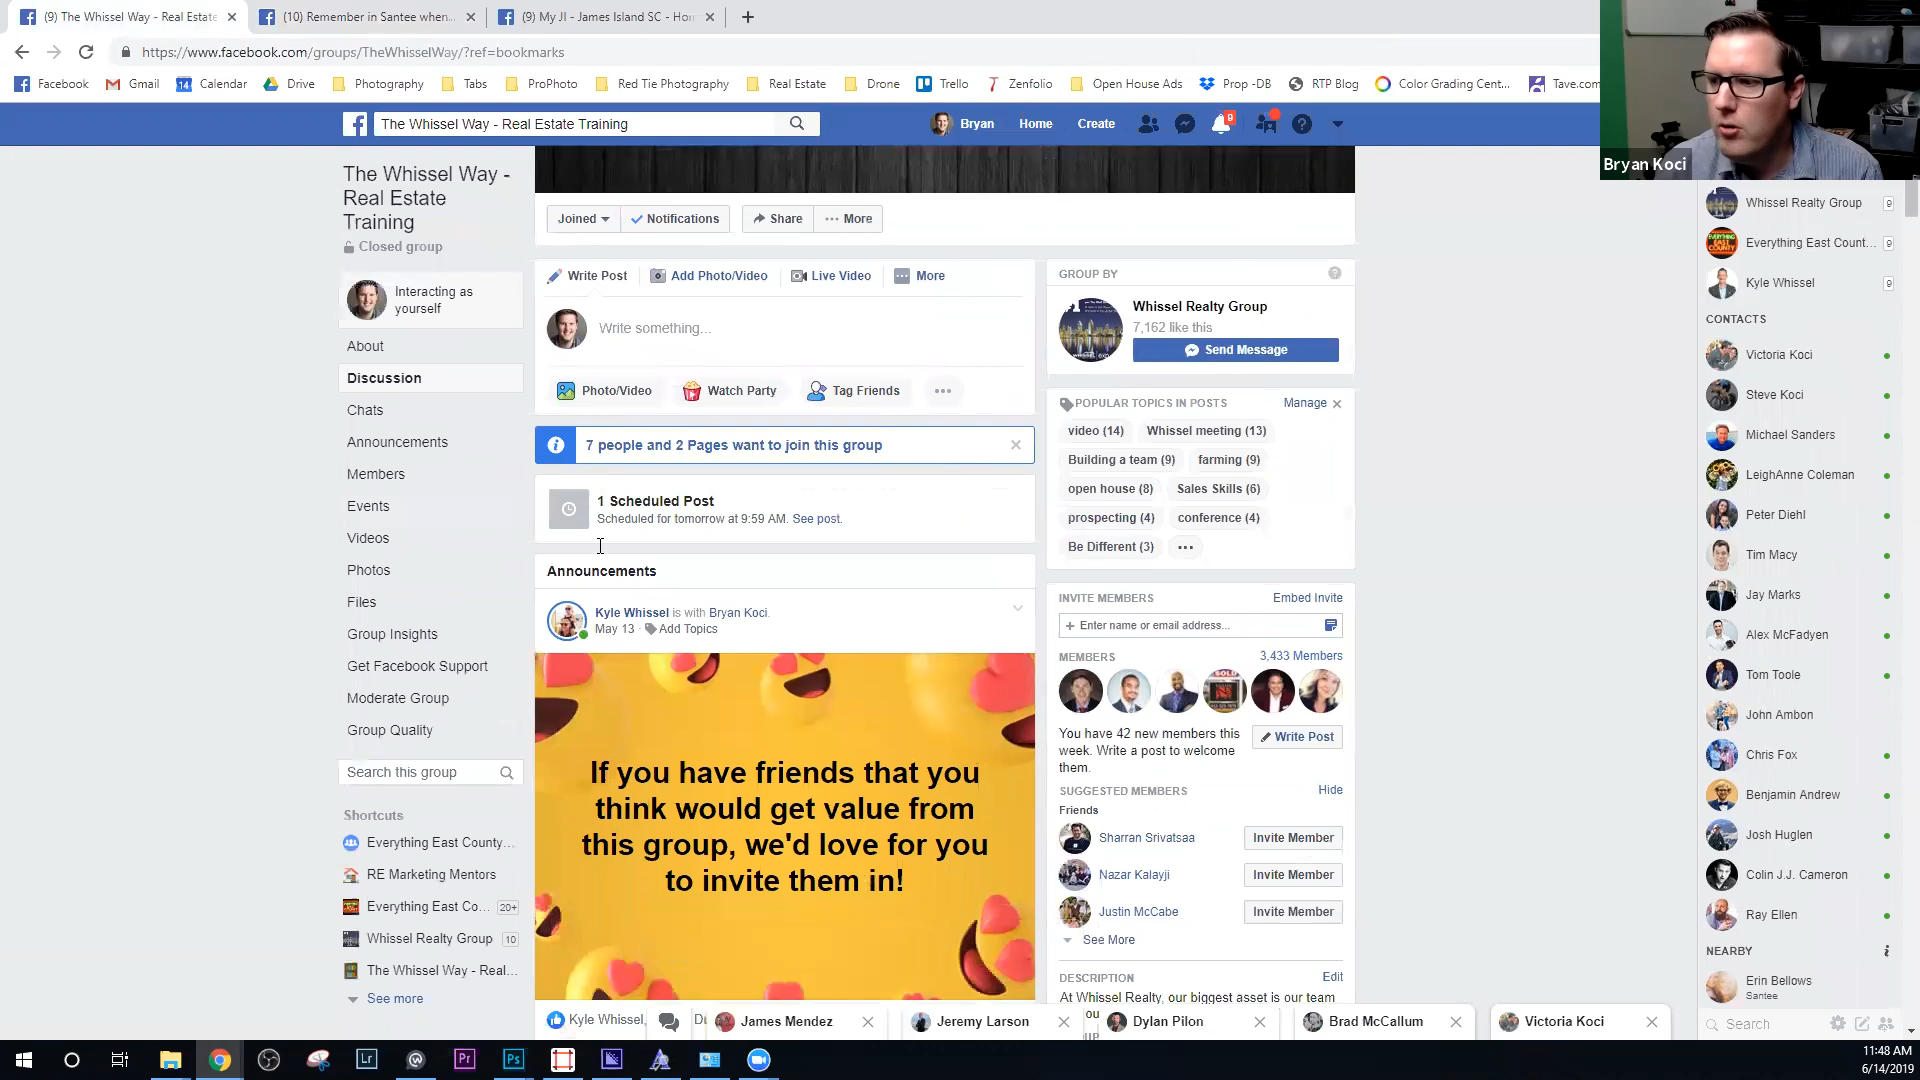 (9) The Whissel Way - Real Estate
(10) Remember in Santee when...
(9) My JI - James Island SC - Hom
https://www.facebook.com/groups/TheWhisselWay/?ref=bookmarks
Facebook Gmail Calendar Drive Photography Tabs ProPhoto Red Tie Photography Real Estate Drone Trello Zenfolio Open House Ads Prop -DB RTP Blog Color Grading Cent... Tave.com
The Whissel Way - Real Estate Training
Bryan Home Create 9
Bryan Koci
The Whissel Way -
Real Estate
Training
Closed group
Interacting as
yourself
About
Discussion
Chats
Announcements
Members
Events
Videos
Photos
Files
Group Insights
Get Facebook Support
Moderate Group
Group Quality
Search this group
Shortcuts
Everything East County...
RE Marketing Mentors
Everything East Co... 20+
Whissel Realty Group 10
The Whissel Way - Real...
See more
Joined Notifications Share More
Write Post Add Photo/Video Live Video More
Write something...
Photo/Video Watch Party Tag Friends
7 people and 2 Pages want to join this group
1 Scheduled Post
Scheduled for tomorrow at 9:59 AM. See post.
Announcements
Kyle Whissel is with Bryan Koci.
May 13 · Add Topics
If you have friends that you
think would get value from
this group, we'd love for you
to invite them in!
Kyle Whissel,
GROUP BY
Whissel Realty Group
7,162 like this
Send Message
POPULAR TOPICS IN POSTS Manage
video (14) Whissel meeting (13)
Building a team (9) farming (9)
open house (8) Sales Skills (6)
prospecting (4) conference (4)
Be Different (3)
INVITE MEMBERS Embed Invite
+ Enter name or email address...
MEMBERS 3,433 Members
You have 42 new members this
week. Write a post to welcome
them.
Write Post
SUGGESTED MEMBERS Hide
Friends
Sharran Srivatsaa Invite Member
Nazar Kalayji Invite Member
Justin McCabe Invite Member
See More
DESCRIPTION Edit
At Whissel Realty, our biggest asset is our team
Whissel Realty Group 9
Everything East Count... 9
Kyle Whissel 9
CONTACTS
Victoria Koci
Steve Koci
Michael Sanders
LeighAnne Coleman
Peter Diehl
Tim Macy
Jay Marks
Alex McFadyen
Tom Toole
John Ambon
Chris Fox
Benjamin Andrew
Josh Huglen
Colin J.J. Cameron
Ray Ellen
NEARBY
Erin Bellows
Santee
Search
James Mendez
Jeremy Larson
Dylan Pilon
Brad McCallum
Victoria Koci
Lr Pr Ps
11:48 AM
6/14/2019